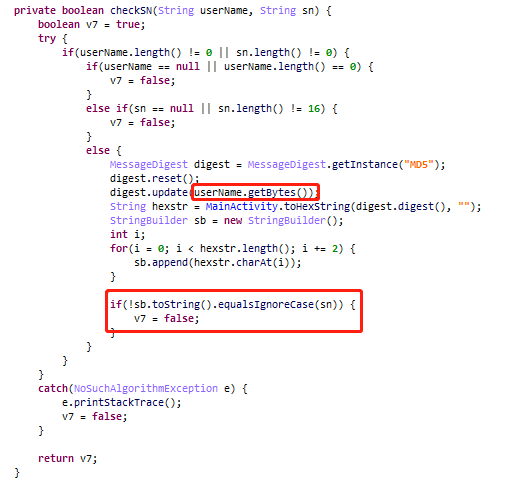 private boolean checkSN(String userName, String sn) {
    boolean v7 = true;
    try {
        if(userName.length() != 0 || sn.length() != 0) {
            if(userName == null || userName.length() == 0) {
                v7 = false;
            }
            else if(sn == null || sn.length() != 16) {
                v7 = false;
            }
            else {
                MessageDigest digest = MessageDigest.getInstance("MD5");
                digest.reset();
                digest.update(userName.getBytes());
                String hexstr = MainActivity.toHexString(digest.digest(), "");
                StringBuilder sb = new StringBuilder();
                int i;
                for(i = 0; i < hexstr.length(); i += 2) {
                    sb.append(hexstr.charAt(i));
                }

                if(!sb.toString().equalsIgnoreCase(sn)) {
                    v7 = false;
                }
            }
        }
    }
    catch(NoSuchAlgorithmException e) {
        e.printStackTrace();
        v7 = false;
    }

    return v7;
}